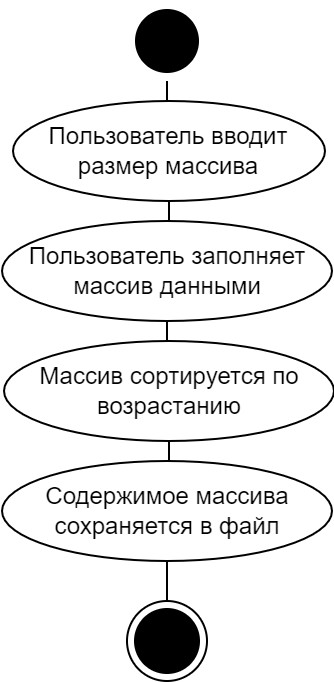 Пользователь вводит
размер массива
Пользователь заполняет
массив данными
Массив сортируется по
возрастанию
Содержимое массива
сохраняется в файл